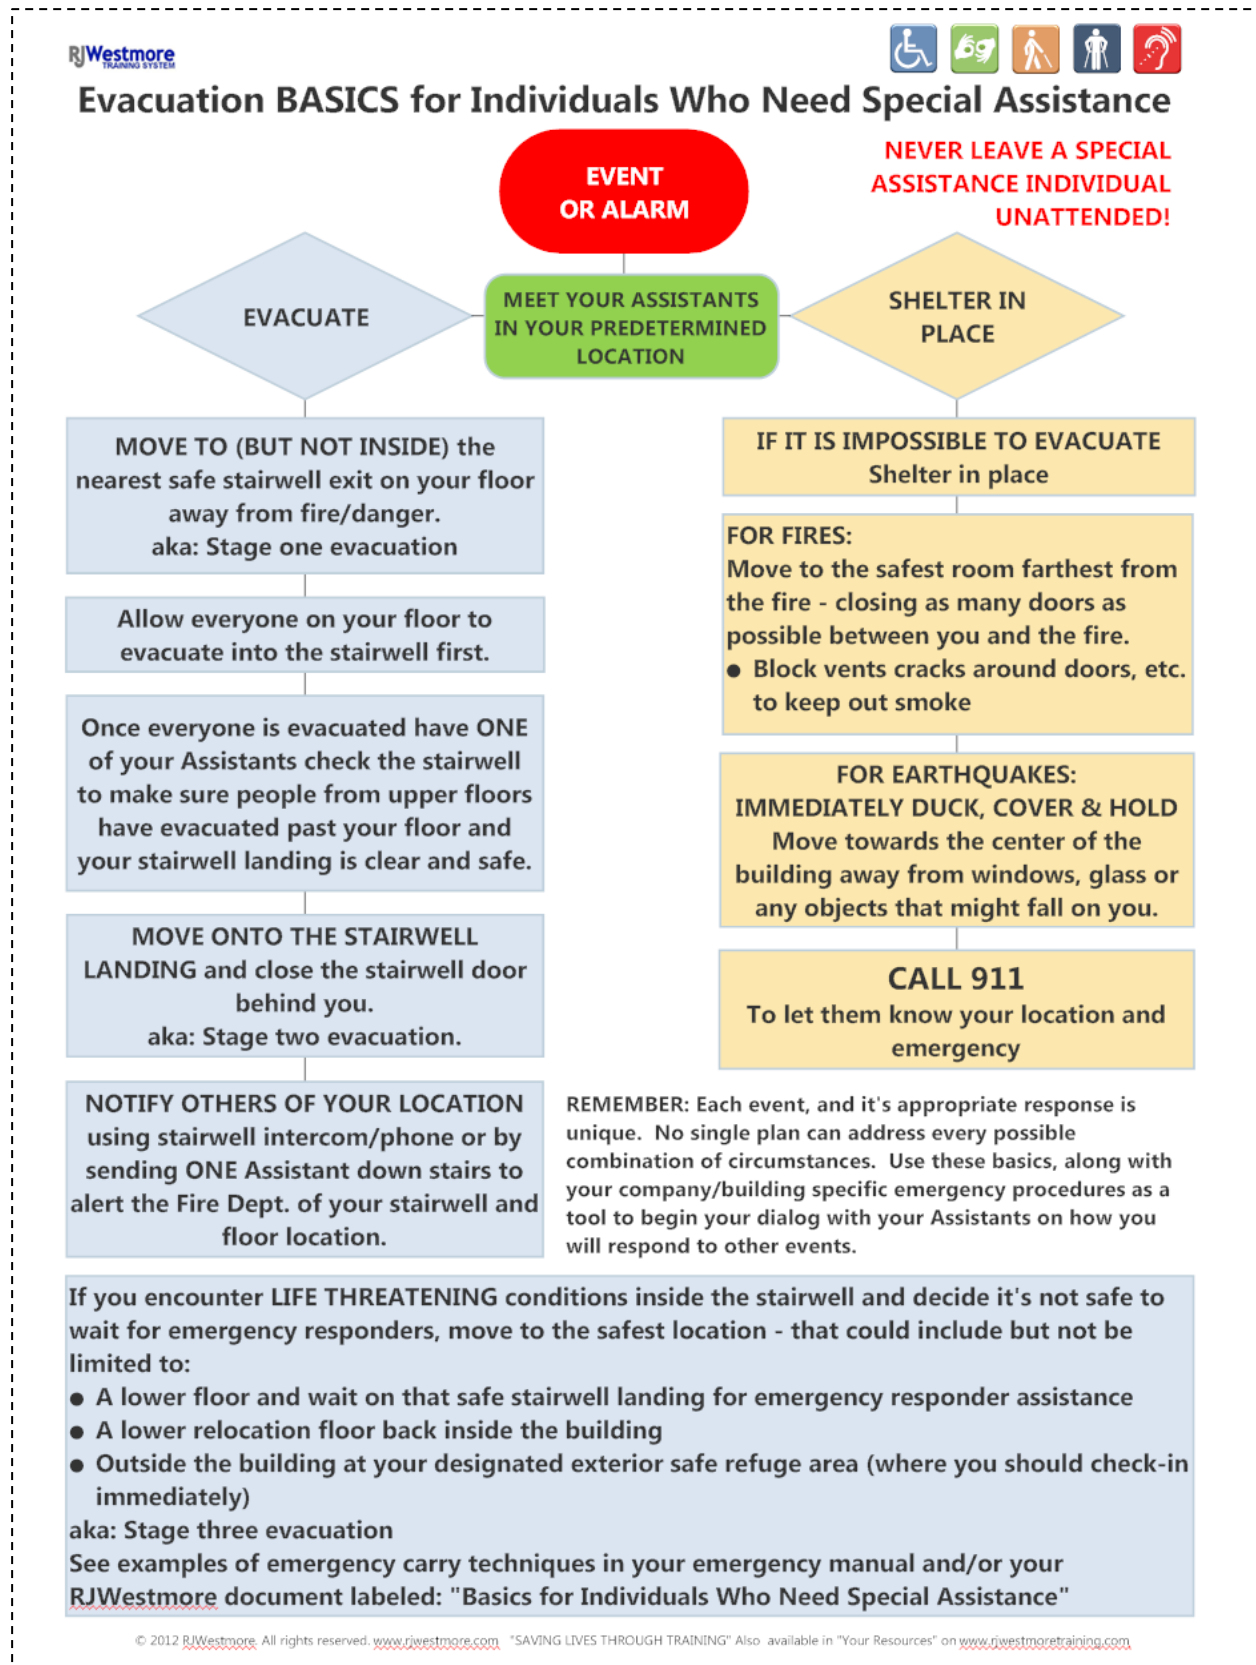 RJWestmore
TRAINING SYSTEM
Evacuation BASICS for Individuals Who Need Special Assistance
EVENT
OR ALARM
NEVER LEAVE A SPECIAL
ASSISTANCE INDIVIDUAL
UNATTENDED!
EVACUATE
MEET YOUR ASSISTANTS
IN YOUR PREDETERMINED
LOCATION
SHELTER IN
PLACE
MOVE TO (BUT NOT INSIDE) the
nearest safe stairwell exit on your floor
away from fire/danger.
aka: Stage one evacuation
Allow everyone on your floor to
evacuate into the stairwell first.
Once everyone is evacuated have ONE
of your Assistants check the stairwell
to make sure people from upper floors
have evacuated past your floor and
your stairwell landing is clear and safe.
MOVE ONTO THE STAIRWELL
LANDING and close the stairwell door
behind you.
aka: Stage two evacuation.
NOTIFY OTHERS OF YOUR LOCATION
using stairwell intercom/phone or by
sending ONE Assistant down stairs to
alert the Fire Dept. of your stairwell and
floor location.
IF IT IS IMPOSSIBLE TO EVACUATE
Shelter in place
FOR FIRES:
Move to the safest room farthest from
the fire - closing as many doors as
possible between you and the fire.
● Block vents cracks around doors, etc.
to keep out smoke
FOR EARTHQUAKES:
IMMEDIATELY DUCK, COVER & HOLD
Move towards the center of the
building away from windows, glass or
any objects that might fall on you.
CALL 911
To let them know your location and
emergency
REMEMBER: Each event, and it's appropriate response is
unique.  No single plan can address every possible
combination of circumstances.  Use these basics, along with
your company/building specific emergency procedures as a
tool to begin your dialog with your Assistants on how you
will respond to other events.
If you encounter LIFE THREATENING conditions inside the stairwell and decide it's not safe to
wait for emergency responders, move to the safest location - that could include but not be
limited to:
● A lower floor and wait on that safe stairwell landing for emergency responder assistance
● A lower relocation floor back inside the building
● Outside the building at your designated exterior safe refuge area (where you should check-in
immediately)
aka: Stage three evacuation
See examples of emergency carry techniques in your emergency manual and/or your
RJWestmore document labeled: "Basics for Individuals Who Need Special Assistance"
© 2012 RJWestmore. All rights reserved. www.rjwestmore.com   "SAVING LIVES THROUGH TRAINING" Also  available in "Your Resources" on www.rjwestmoretraining.com